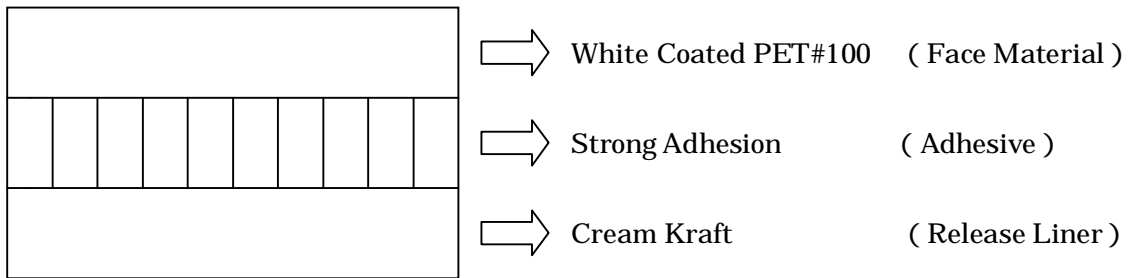 White Coated PET#100 ( Face Material )
Strong Adhesion ( Adhesive )
Cream Kraft ( Release Liner )